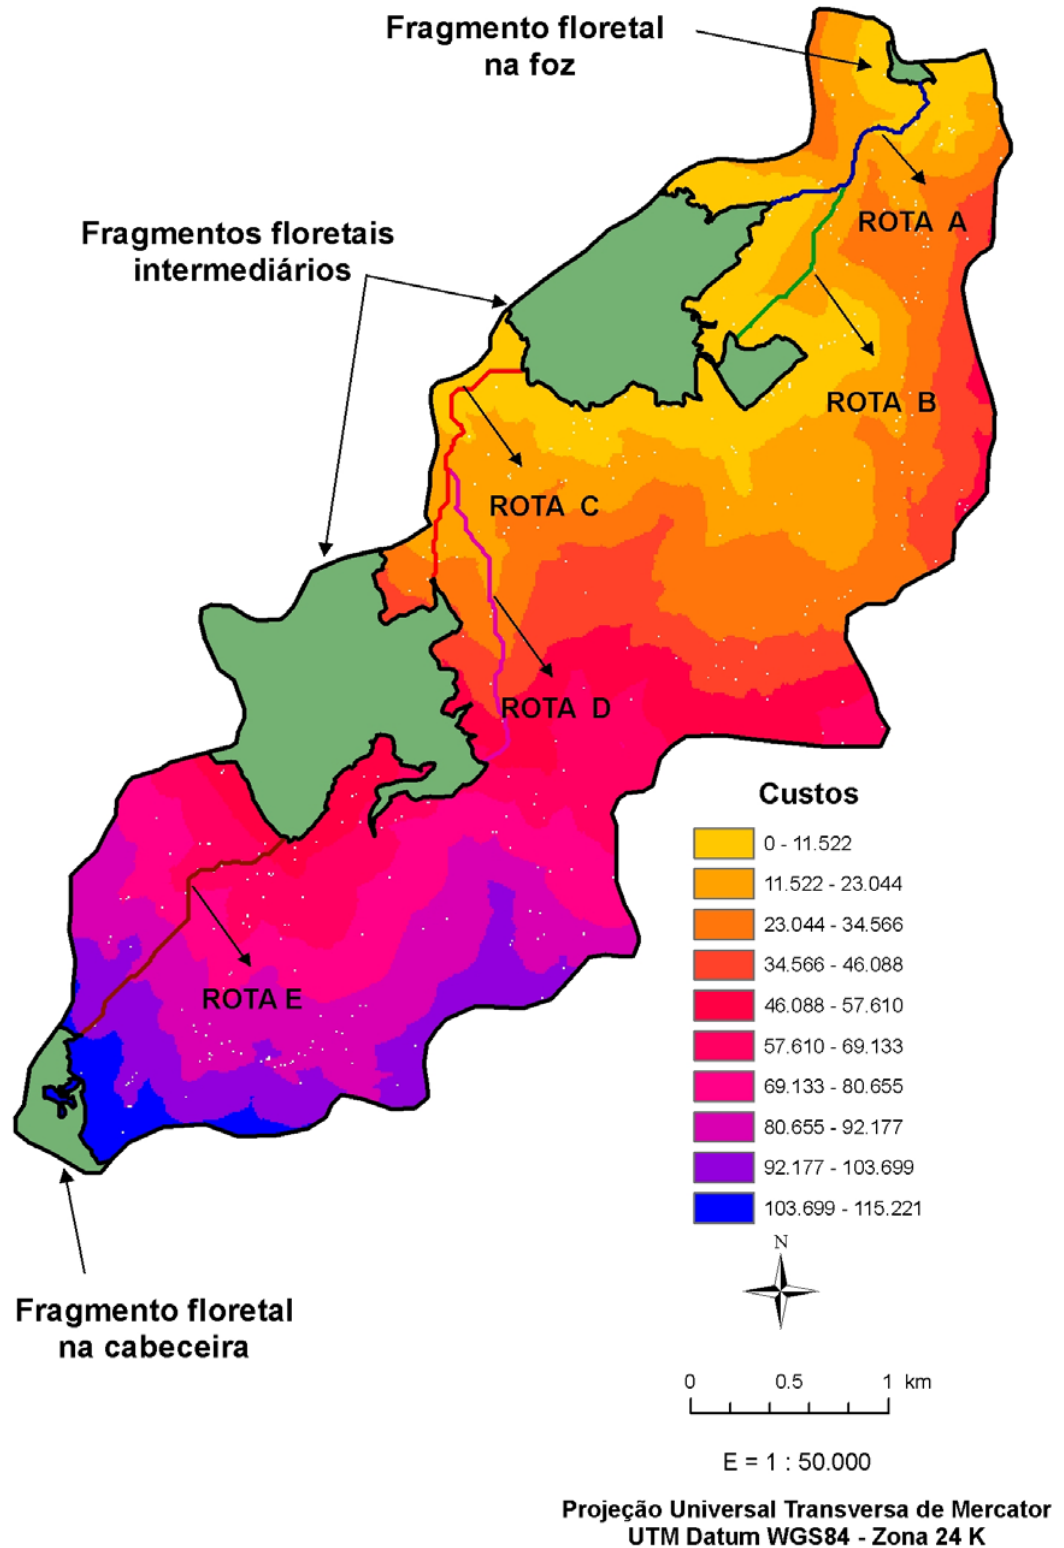 Fragmento floretal
na foz
ROTA A
Fragmentos floretais
intermediários
ROTA B
ROTA C
ROTA D
Custos
0 - 11.522
11.522 - 23.044
23.044 - 34.566
34.566 - 46.088
46.088 - 57.610
57.610 - 69.133
69.133 - 80.655
80.655 - 92.177
92.177 - 103.699
103.699 - 115.221
ROTA E
N
Fragmento floretal
na cabeceira
0 0.5 1 km
E = 1 : 50.000
Projeção Universal Transversa de Mercator
UTM Datum WGS84 - Zona 24 K